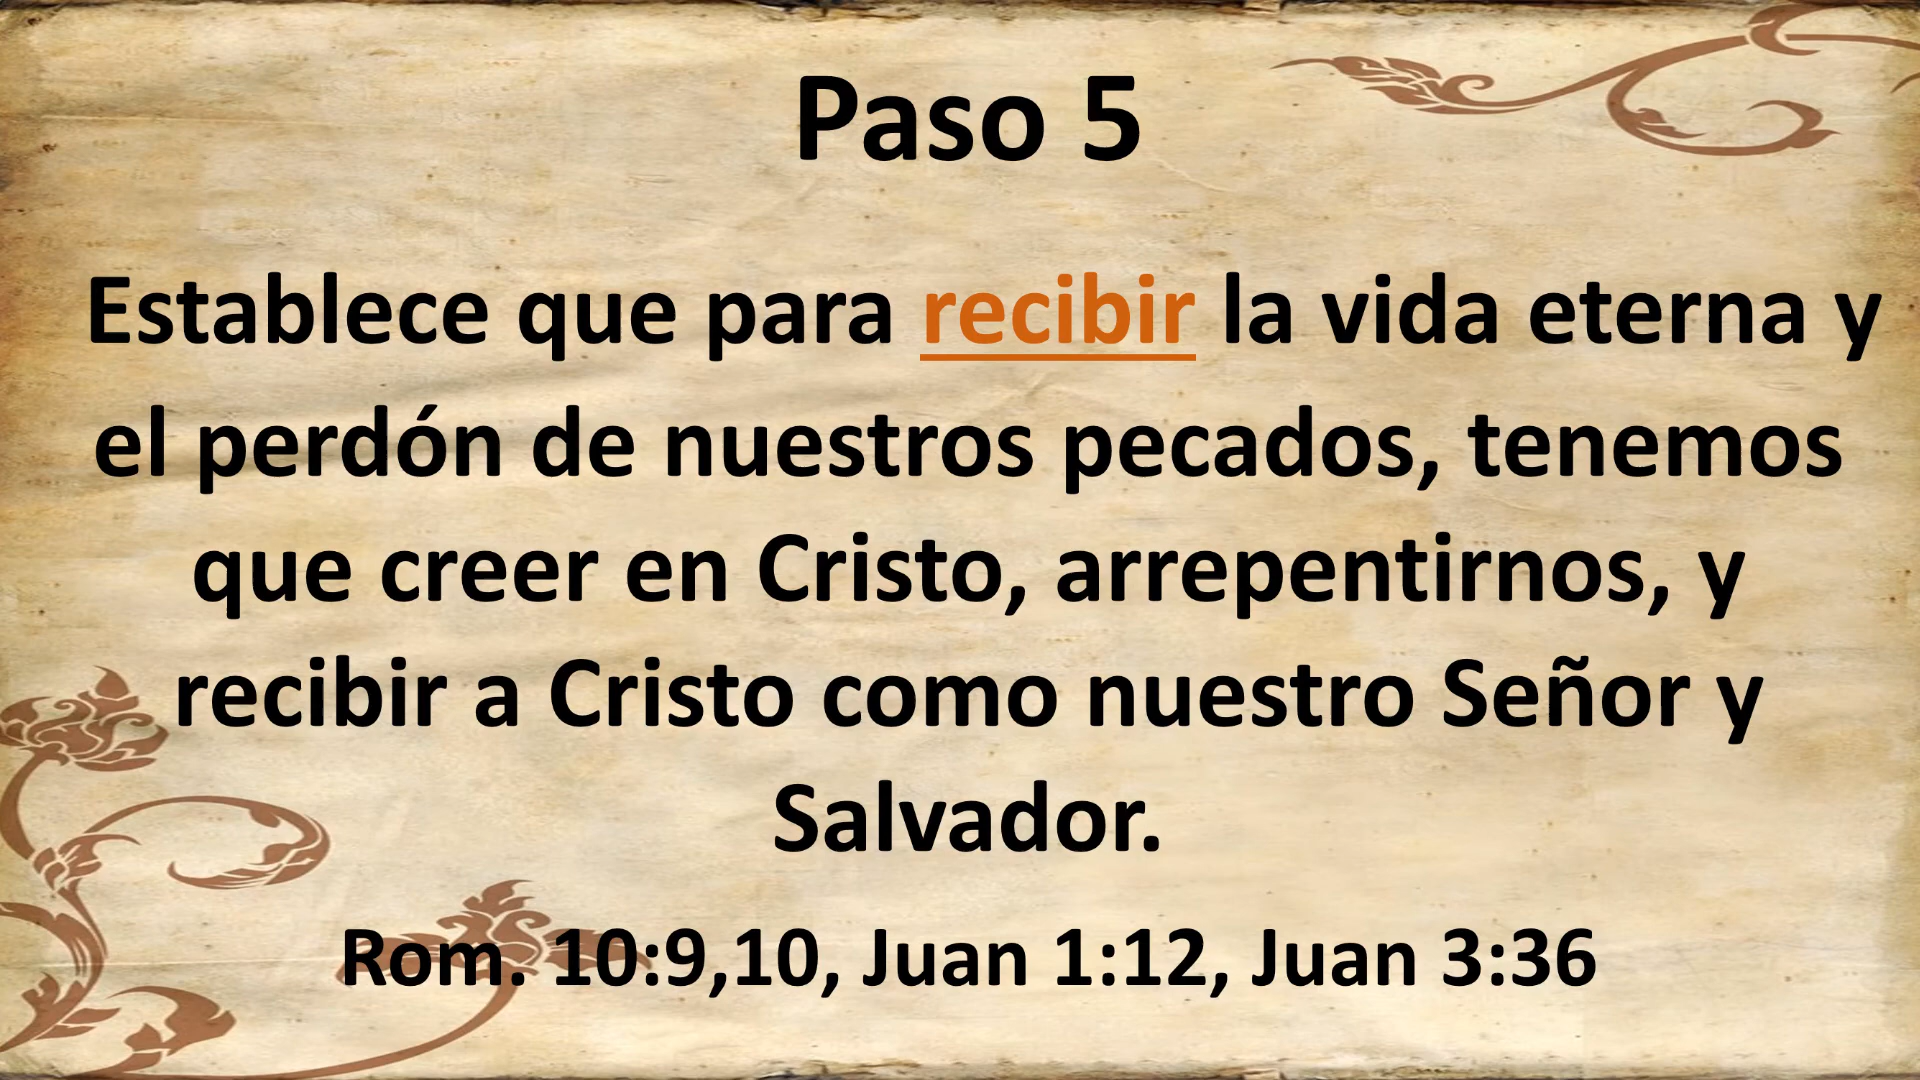 Paso 5
Establece que para recibir la vida eterna y
el perdón de nuestros pecados, tenemos
que creer en Cristo, arrepentirnos, y
recibir a Cristo como nuestro Señor y
Salvador.
Rom. 10:9,10, Juan 1:12, Juan 3:36